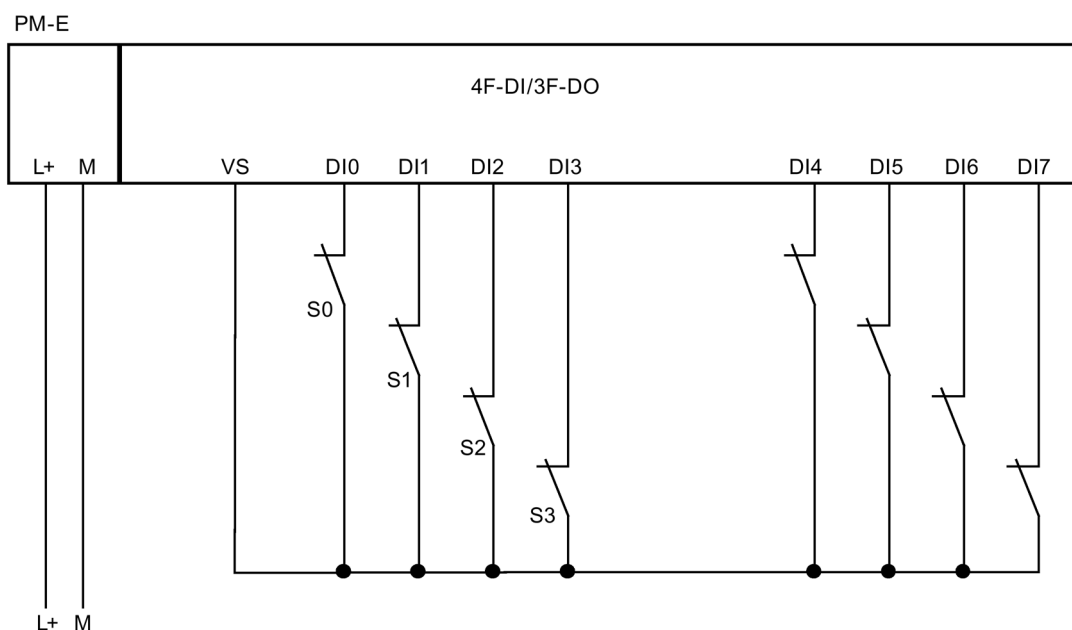 PM-E
4F-DI/3F-DO
L+ M VS DI0 DI1 DI2 DI3 DI4 DI5 DI6 DI7
S0
S1
S2
S3
L+ M